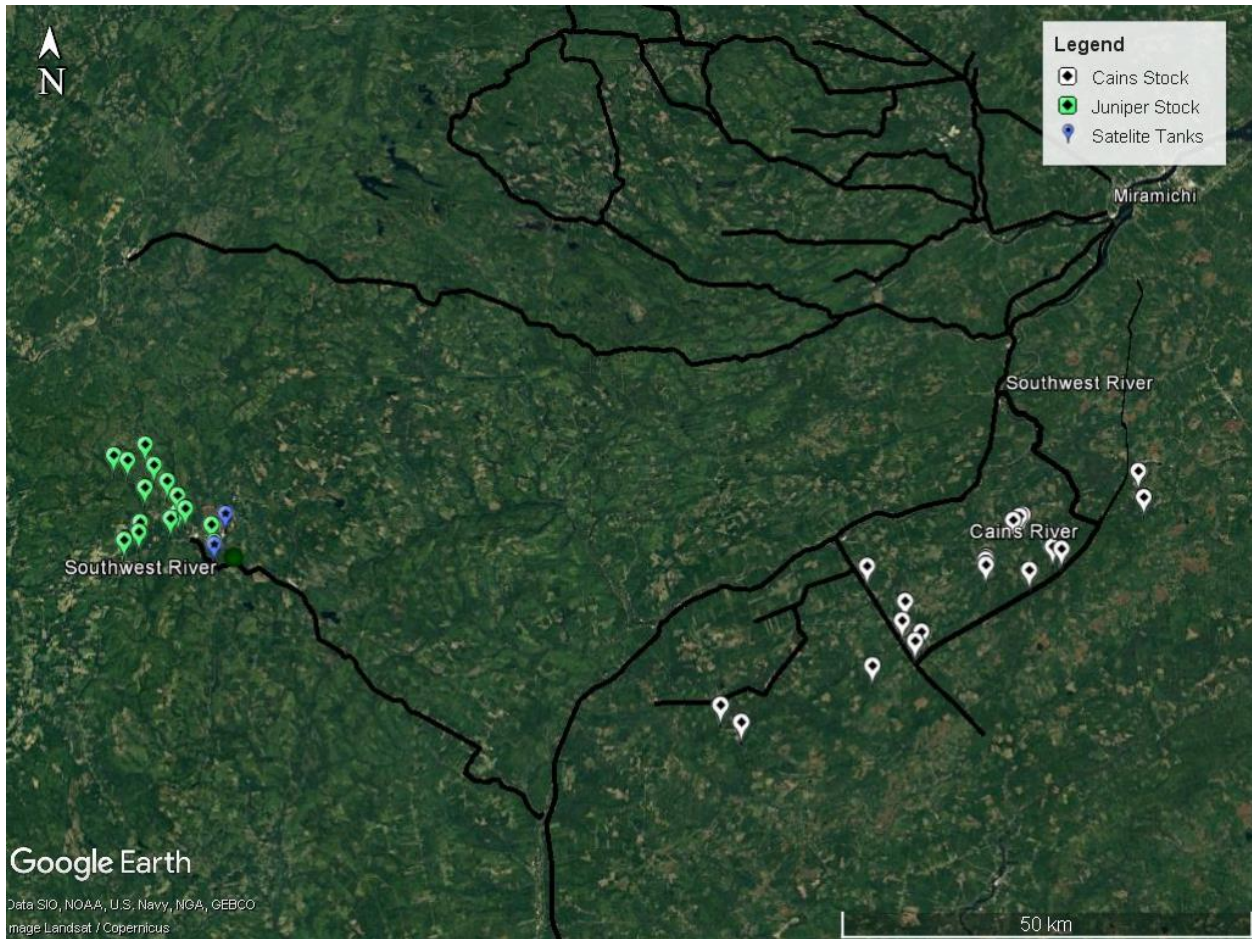 N
Legend
Cains Stock
Juniper Stock
Satelite Tanks
Miramichi
Southwest River
Cains River
Southwest River
Google Earth
Data SIO, NOAA, U.S. Navy, NGA, GEBCO
mage Landsat / Copernicus
50 km